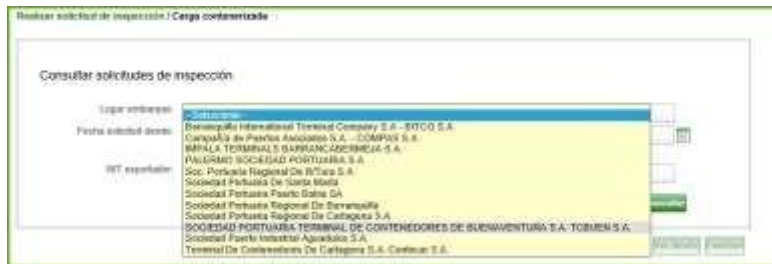 Realizar solicitud de inspección / Carga contenerizada
Consultar solicitudes de inspección
Lugar embarque
--Seleccione--
Barranquilla International Terminal Company S.A - BITCO S.A
Fecha solicitud desde
CompañÃ­a de Puertos Asociados S.A. - COMPAS S.A.
IMPALA TERMINALS BARRANCABERMEJA S.A
PALERMO SOCIEDAD PORTUARIA S.A
NIT exportador
Soc. Portuaria Regional De B/Tura S.A
Sociedad Portuaria De Santa Marta
Sociedad Portuaria Puerto Bahia SA
Sociedad Portuaria Regional De Barranquilla
Sociedad Portuaria Regional De Cartagena S.A
SOCIEDAD PORTUARIA TERMINAL DE CONTENEDORES DE BUENAVENTURA S.A. TCBUEN S.A.
Sociedad Puerto Industrial Aguadulce S.A
Terminal De Contenedores De Cartagena S.A. Contecar S.A.